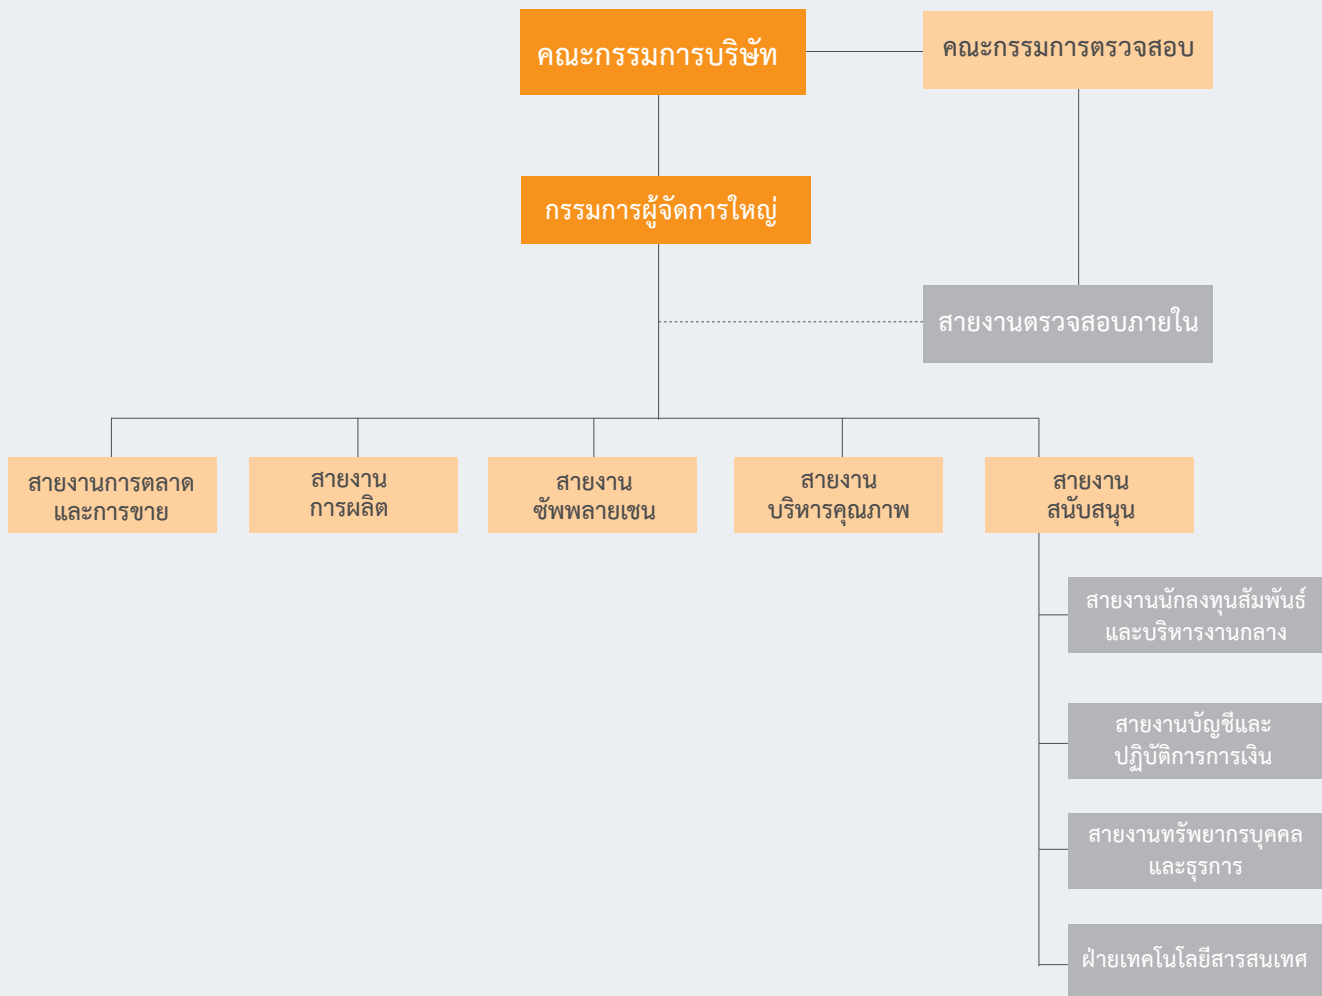 คณะกรรมการบริษัท
คณะกรรมการตรวจสอบ
กรรมการผู้จัดการใหญ่
สายงานตรวจสอบภายใน
สายงานการตลาด
และการขาย
สายงาน
การผลิต
สายงาน
ซัพพลายเชน
สายงาน
บริหารคุณภาพ
สายงาน
สนับสนุน
สายงานนักลงทุนสัมพันธ์
และบริหารงานกลาง
สายงานบัญชีและ
ปฏิบัติการการเงิน
สายงานทรัพยากรบุคคล
และธุรการ
ฝ่ายเทคโนโลยีสารสนเทศ